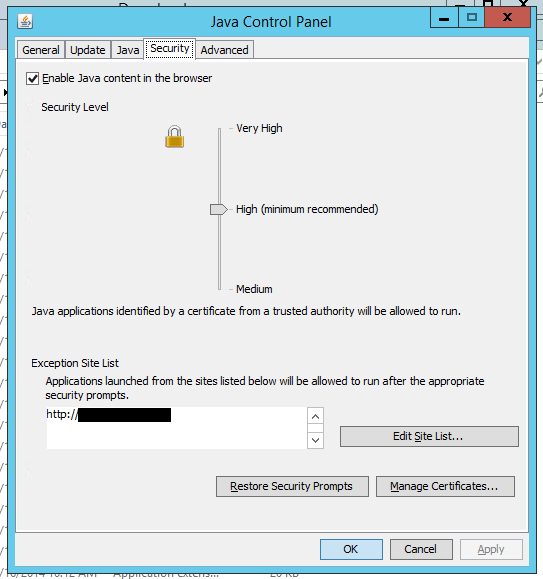 Java Control Panel
General Update Java Security Advanced
Enable Java content in the browser
Security Level
Very High
High (minimum recommended)
Medium
Java applications identified by a certificate from a trusted authority will be allowed to run.
Exception Site List
Applications launched from the sites listed below will be allowed to run after the appropriate
security prompts.
http://
Edit Site List...
Restore Security Prompts Manage Certificates...
OK Cancel Apply